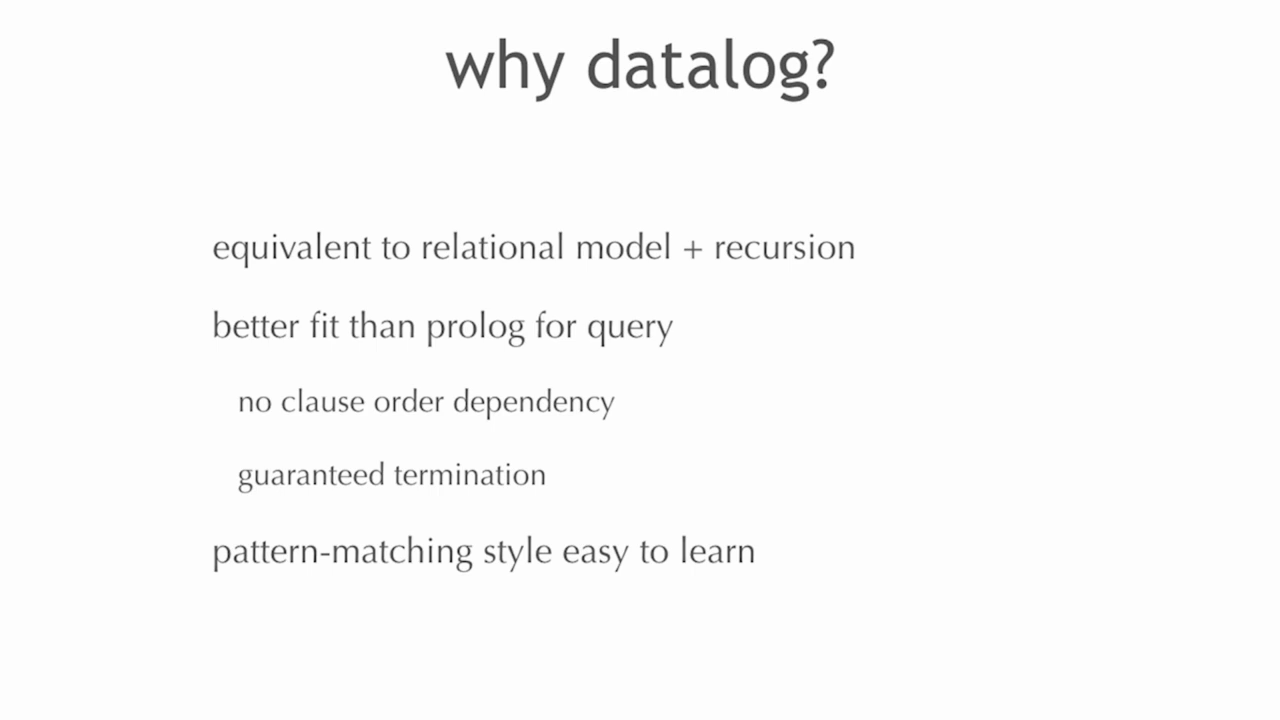 why datalog?
equivalent to relational model + recursion
better fit than prolog for query
no clause order dependency
guaranteed termination
pattern-matching style easy to learn